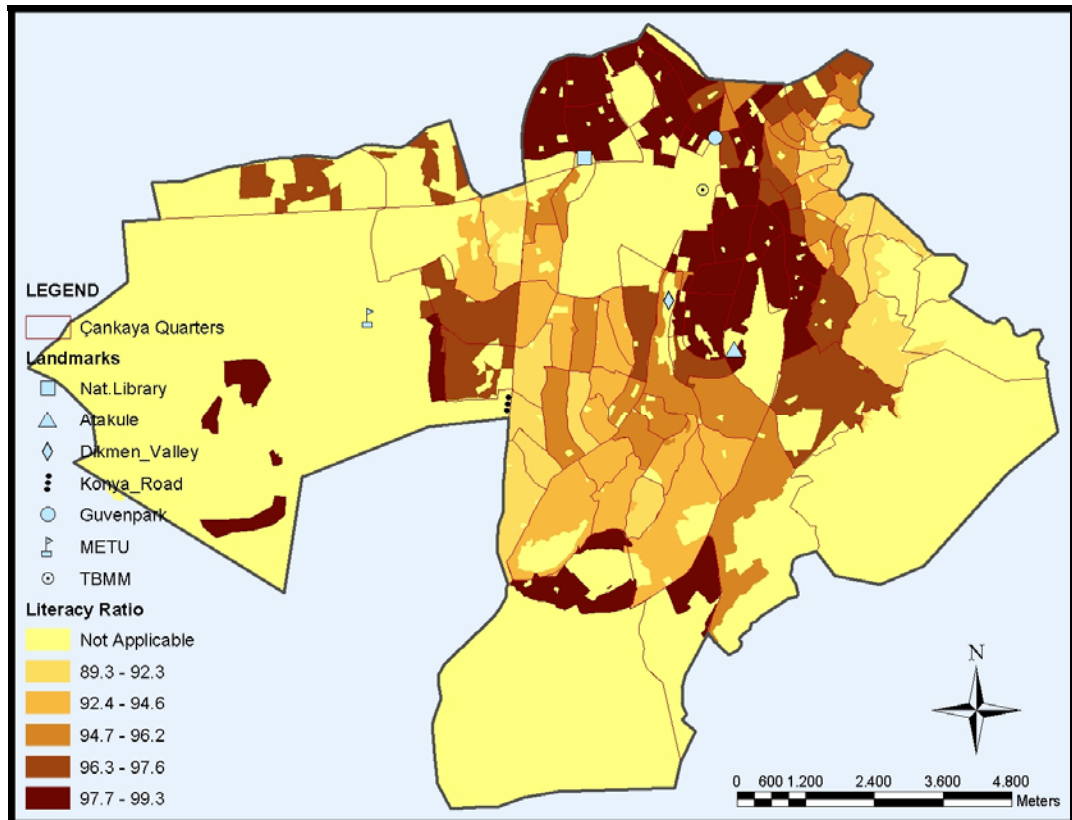 LEGEND
Çankaya Quarters
Landmarks
Nat.Library
Atakule
Dikmen_Valley
Konya_Road
Guvenpark
METU
TBMM
Literacy Ratio
Not Applicable
89.3 - 92.3
92.4 - 94.6
94.7 - 96.2
96.3 - 97.6
97.7 - 99.3
N
0 600 1.200 2.400 3.600 4.800
Meters